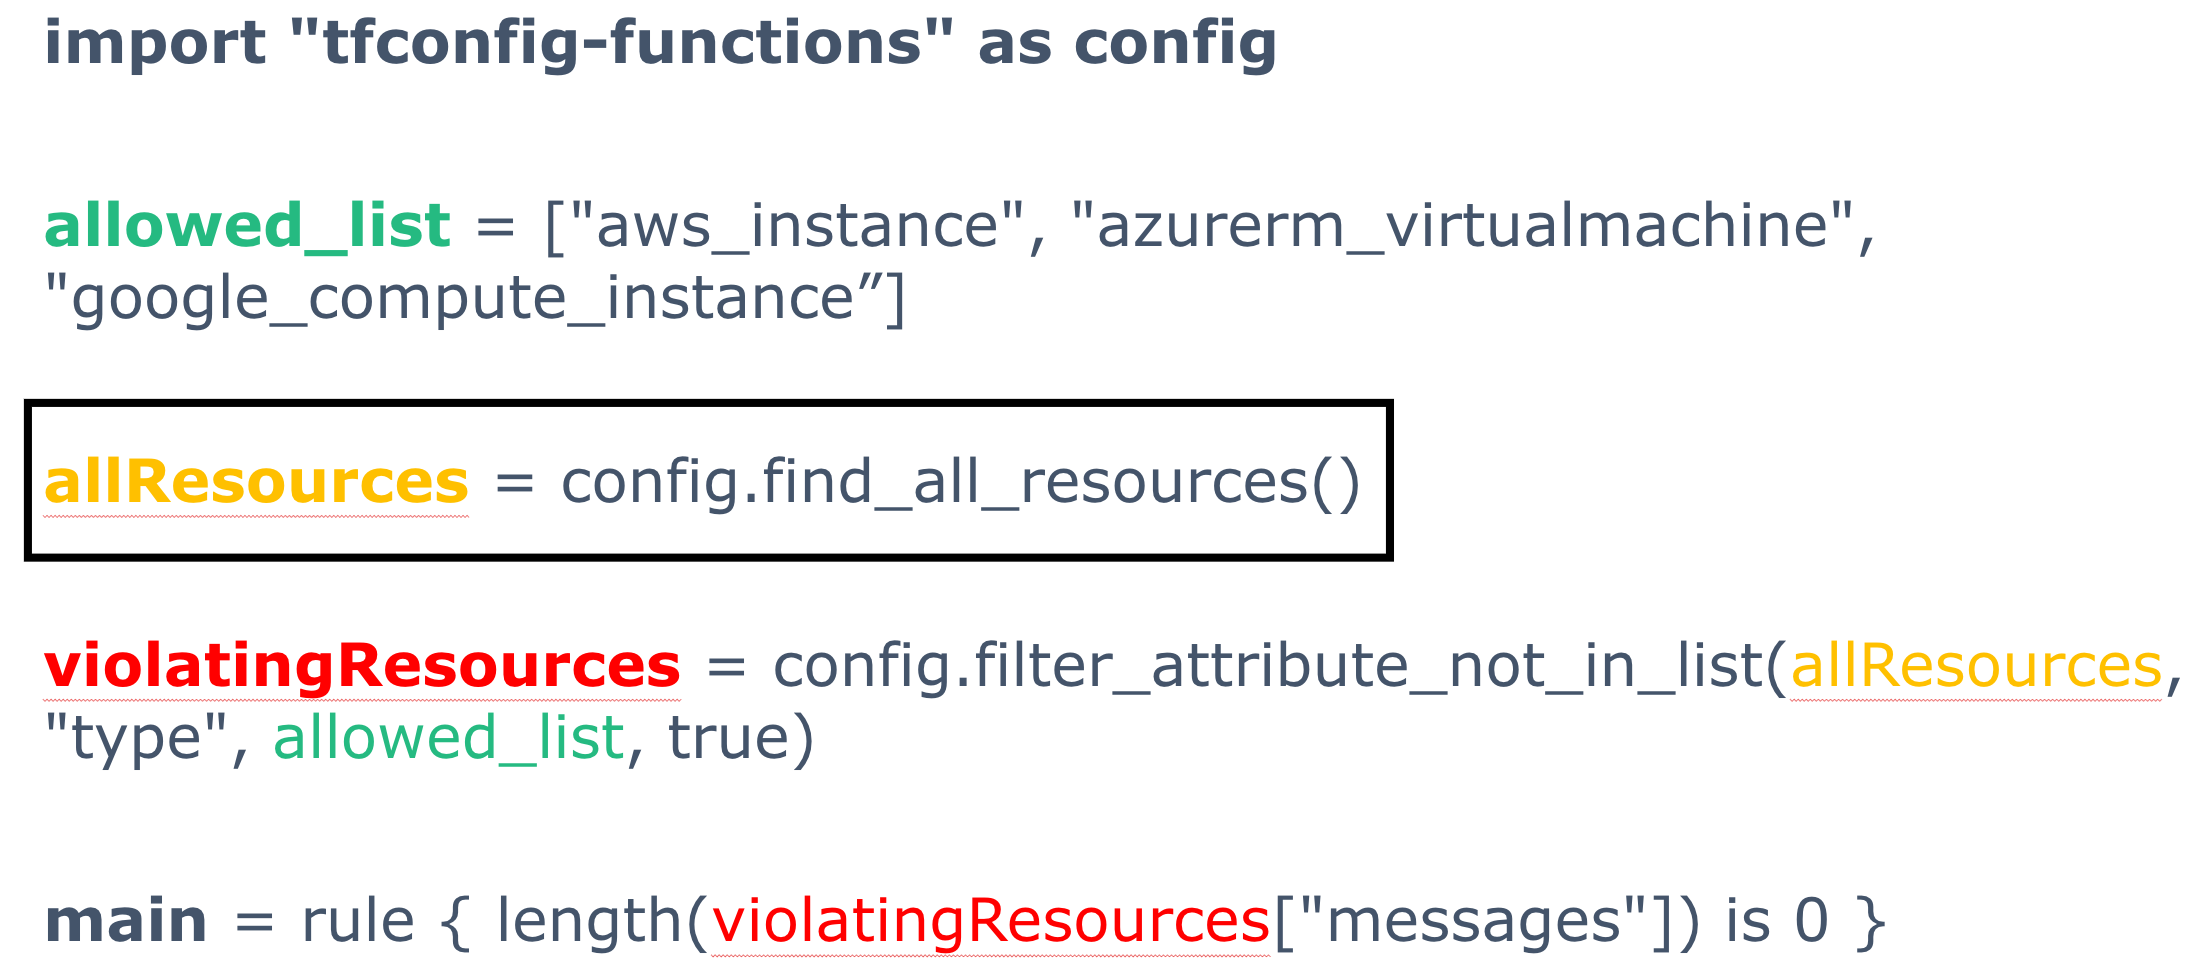 import "tfconfig-functions" as config
allowed_list = ["aws_instance", "azurerm_virtualmachine",
"google_compute_instance”]
allResources = config.find_all_resources()
violatingResources = config.filter_attribute_not_in_list(allResources,
"type", allowed_list, true)
main = rule { length(violatingResources["messages"]) is 0 }